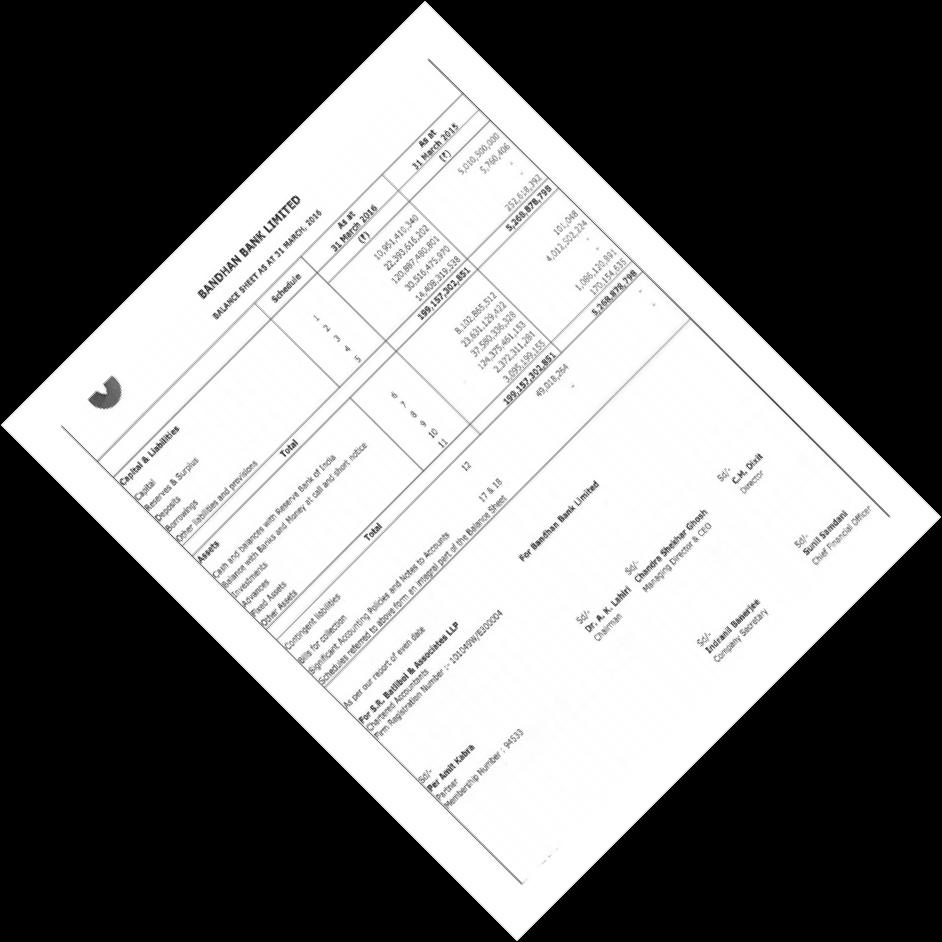 BANDHAN BANK LIMITED
BALANCE SHEET AS AT 31 MARCH, 2016
Schedule As at 31 March 2016 (₹) As at 31 March 2015 (₹)
Capital & Liabilities
Capital 1 10,951,410,340 5,010,500,000
Reserves & Surplus 2 22,393,616,202 5,760,406
Deposits 3 120,887,480,801 -
Borrowings 4 30,516,475,970 -
Other liabilities and provisions 5 14,408,319,538 252,618,392
Total 199,157,302,851 5,268,878,798
Assets
Cash and balances with Reserve Bank of India 6 8,102,865,512 101,048
Balance with Banks and Money at call and short notice 7 23,631,129,422 4,012,502,224
Investments 8 37,580,336,328 -
Advances 9 124,375,461,153 -
Fixed Assets 10 2,372,311,281 1,086,120,891
Other Assets 11 3,095,199,155 170,154,635
Total 199,157,302,851 5,268,878,798
Contingent liabilities 12 49,018,264 -
Bills for collection - -
Significant Accounting Policies and Notes to Accounts 17 & 18
Schedules referred to above form an integral part of the Balance Sheet
As per our report of even date
For S.R. Batliboi & Associates LLP For Bandhan Bank Limited
Chartered Accountants
Firm Registration Number :- 101049W/E300004
Sd/- Sd/- Sd/-
Dr. A. K. Lahiri Chandra Shekhar Ghosh C.M. Dixit
Chairman Managing Director & CEO Director
Sd/-
Per Amit Kabra
Partner
Membership Number : 94533
Sd/- Sd/-
Indranil Banerjee Sunil Samdani
Company Secretary Chief Financial Officer